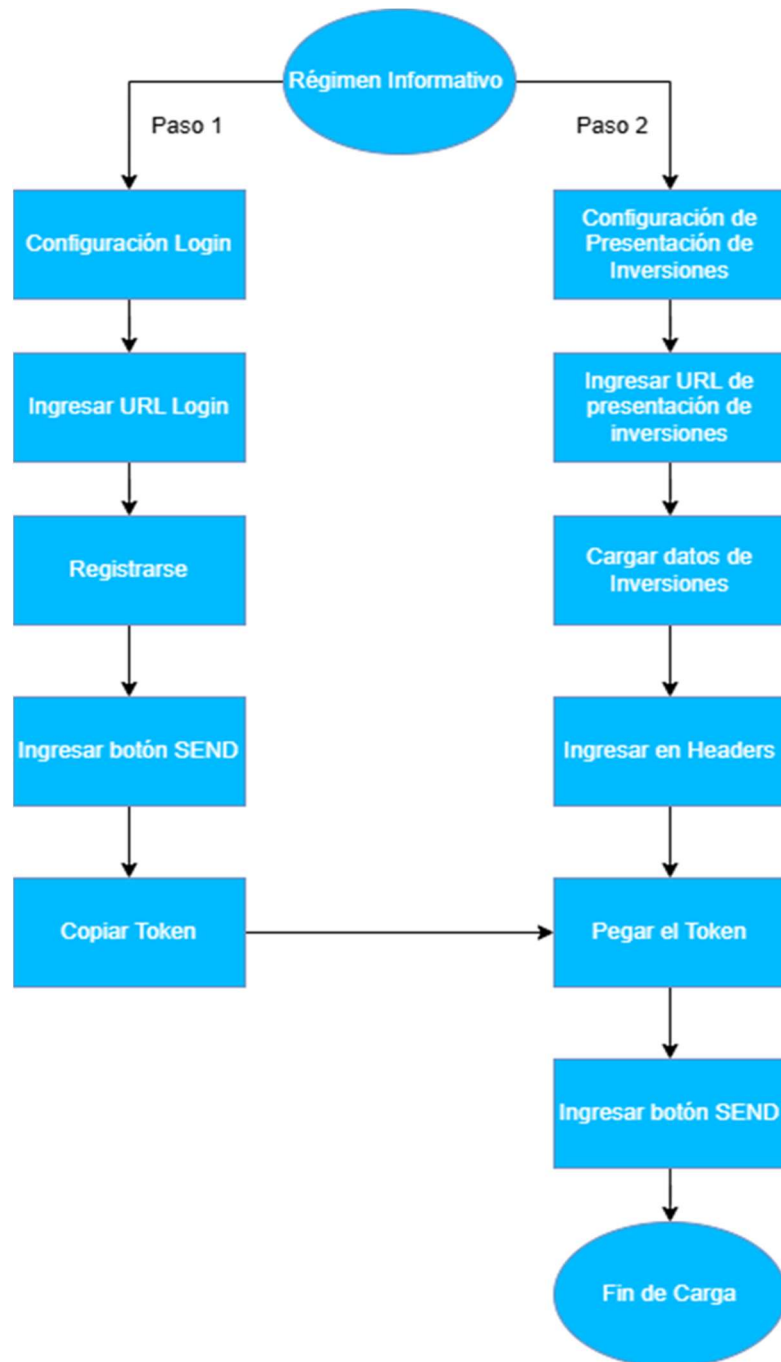 Régimen Informativo
Paso 1
Paso 2
Configuración Login
Configuración de
Presentación de
Inversiones
Ingresar URL Login
Ingresar URL de
presentación de
inversiones
Registrarse
Cargar datos de
Inversiones
Ingresar botón SEND
Ingresar en Headers
Copiar Token
Pegar el Token
Ingresar botón SEND
Fin de Carga